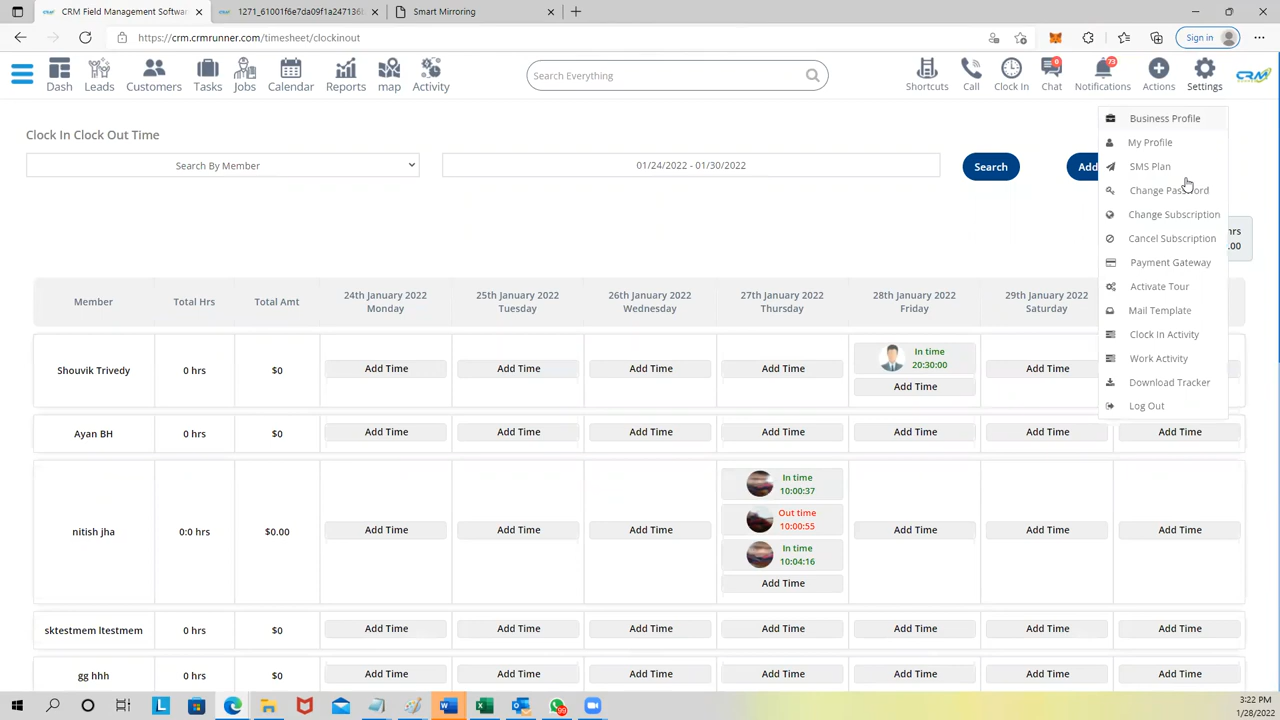 CRM Field Management Softwar
1271_61001f6e7da09f1a247136b
Smart Mirroring
https://crm.crmrunner.com/timesheet/clockinout
Sign in
Dash
Leads
Customers
Tasks
Jobs
Calendar
Reports
map
Activity
Search Everything
Shortcuts
Call
Clock In
0
Chat
73
Notifications
Actions
Settings
CRM
Clock In Clock Out Time
Search By Member
01/24/2022 - 01/30/2022
Search
Add
Business Profile
My Profile
SMS Plan
Change Password
Change Subscription
Cancel Subscription
Payment Gateway
Activate Tour
Mail Template
Clock In Activity
Work Activity
Download Tracker
Log Out
hrs
.00
Member
Total Hrs
Total Amt
24th January 2022
Monday
25th January 2022
Tuesday
26th January 2022
Wednesday
27th January 2022
Thursday
28th January 2022
Friday
29th January 2022
Saturday
Shouvik Trivedy
0 hrs
$0
Add Time
Add Time
Add Time
Add Time
In time
20:30:00
Add Time
Add Time
Ayan BH
0 hrs
$0
Add Time
Add Time
Add Time
Add Time
Add Time
Add Time
Add Time
nitish jha
0:0 hrs
$0.00
Add Time
Add Time
Add Time
In time
10:00:37
Out time
10:00:55
In time
10:04:16
Add Time
Add Time
Add Time
Add Time
sktestmem ltestmem
0 hrs
$0
Add Time
Add Time
Add Time
Add Time
Add Time
Add Time
Add Time
gg hhh
0 hrs
$0
Add Time
Add Time
Add Time
Add Time
Add Time
Add Time
Add Time
99
3:22 PM
1/28/2022